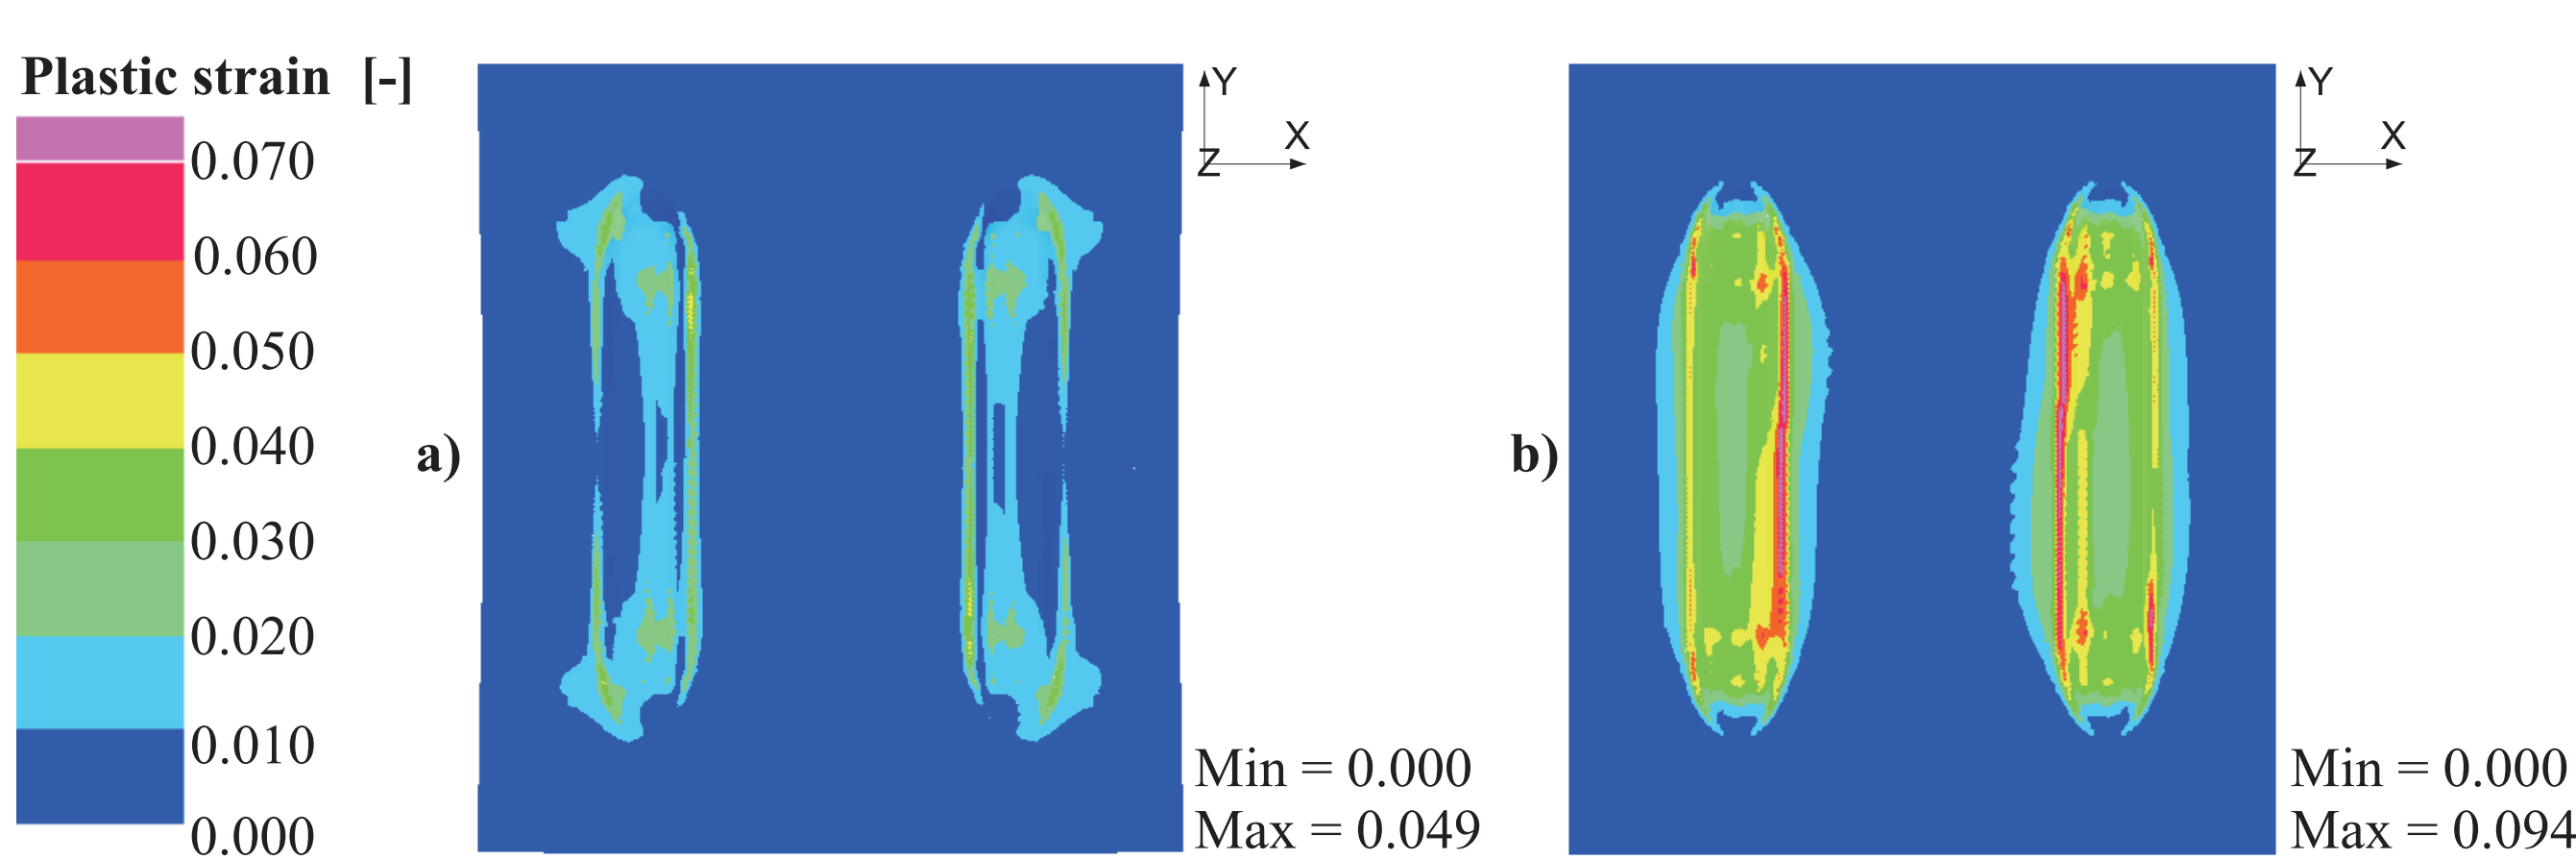 Plastic strain [-]
0.070
0.060
0.050
0.040
0.030
0.020
0.010
0.000
a)
Y
X
Z
Min = 0.000
Max = 0.049
b)
Y
X
Z
Min = 0.000
Max = 0.094